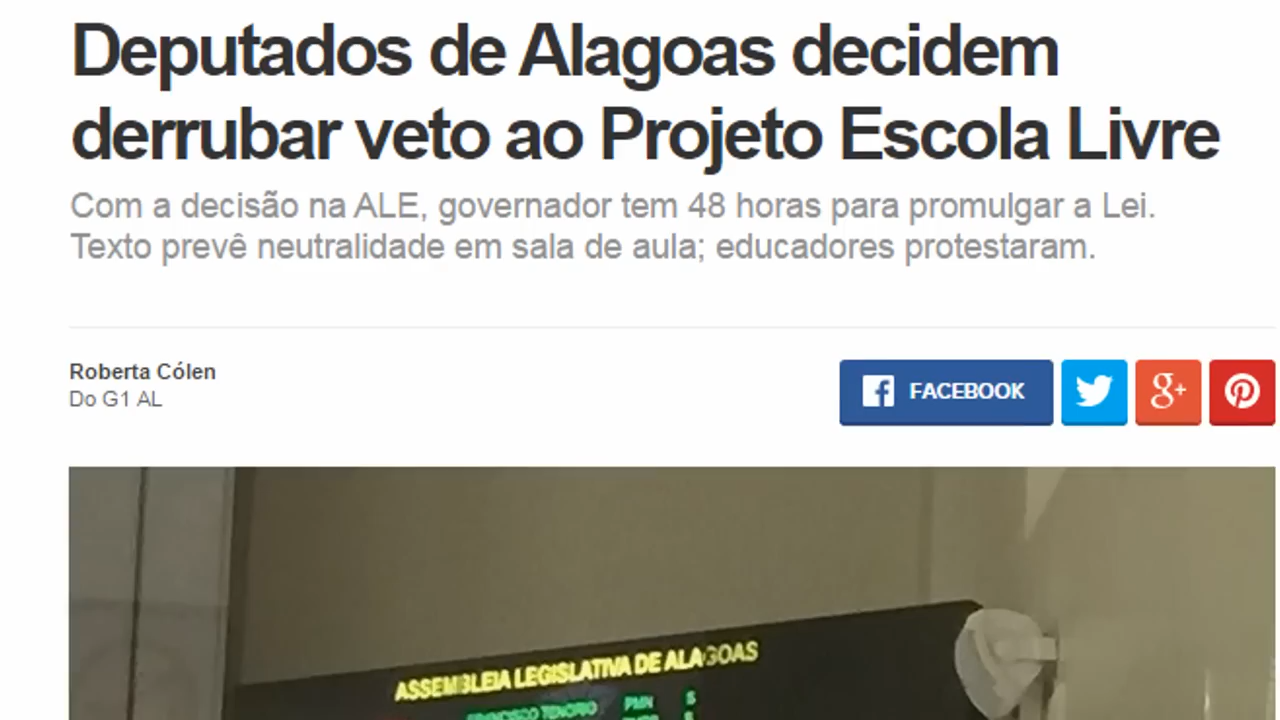 Deputados de Alagoas decidem
derrubar veto ao Projeto Escola Livre
Com a decisão na ALE, governador tem 48 horas para promulgar a Lei.
Texto prevê neutralidade em sala de aula; educadores protestaram.
Roberta Cólen
Do G1 AL
FACEBOOK
g+
ASSEMBLEIA LEGISLATIVA DE ALAGOAS
FRANCISCO TENORIO PMN S